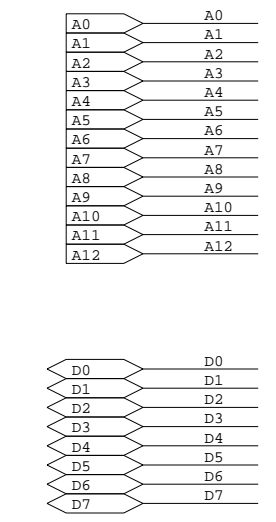 A0 A0
A1 A1
A2 A2
A3 A3
A4 A4
A5 A5
A6 A6
A7 A7
A8 A8
A9 A9
A10 A10
A11 A11
A12 A12
D0 D0
D1 D1
D2 D2
D3 D3
D4 D4
D5 D5
D6 D6
D7 D7